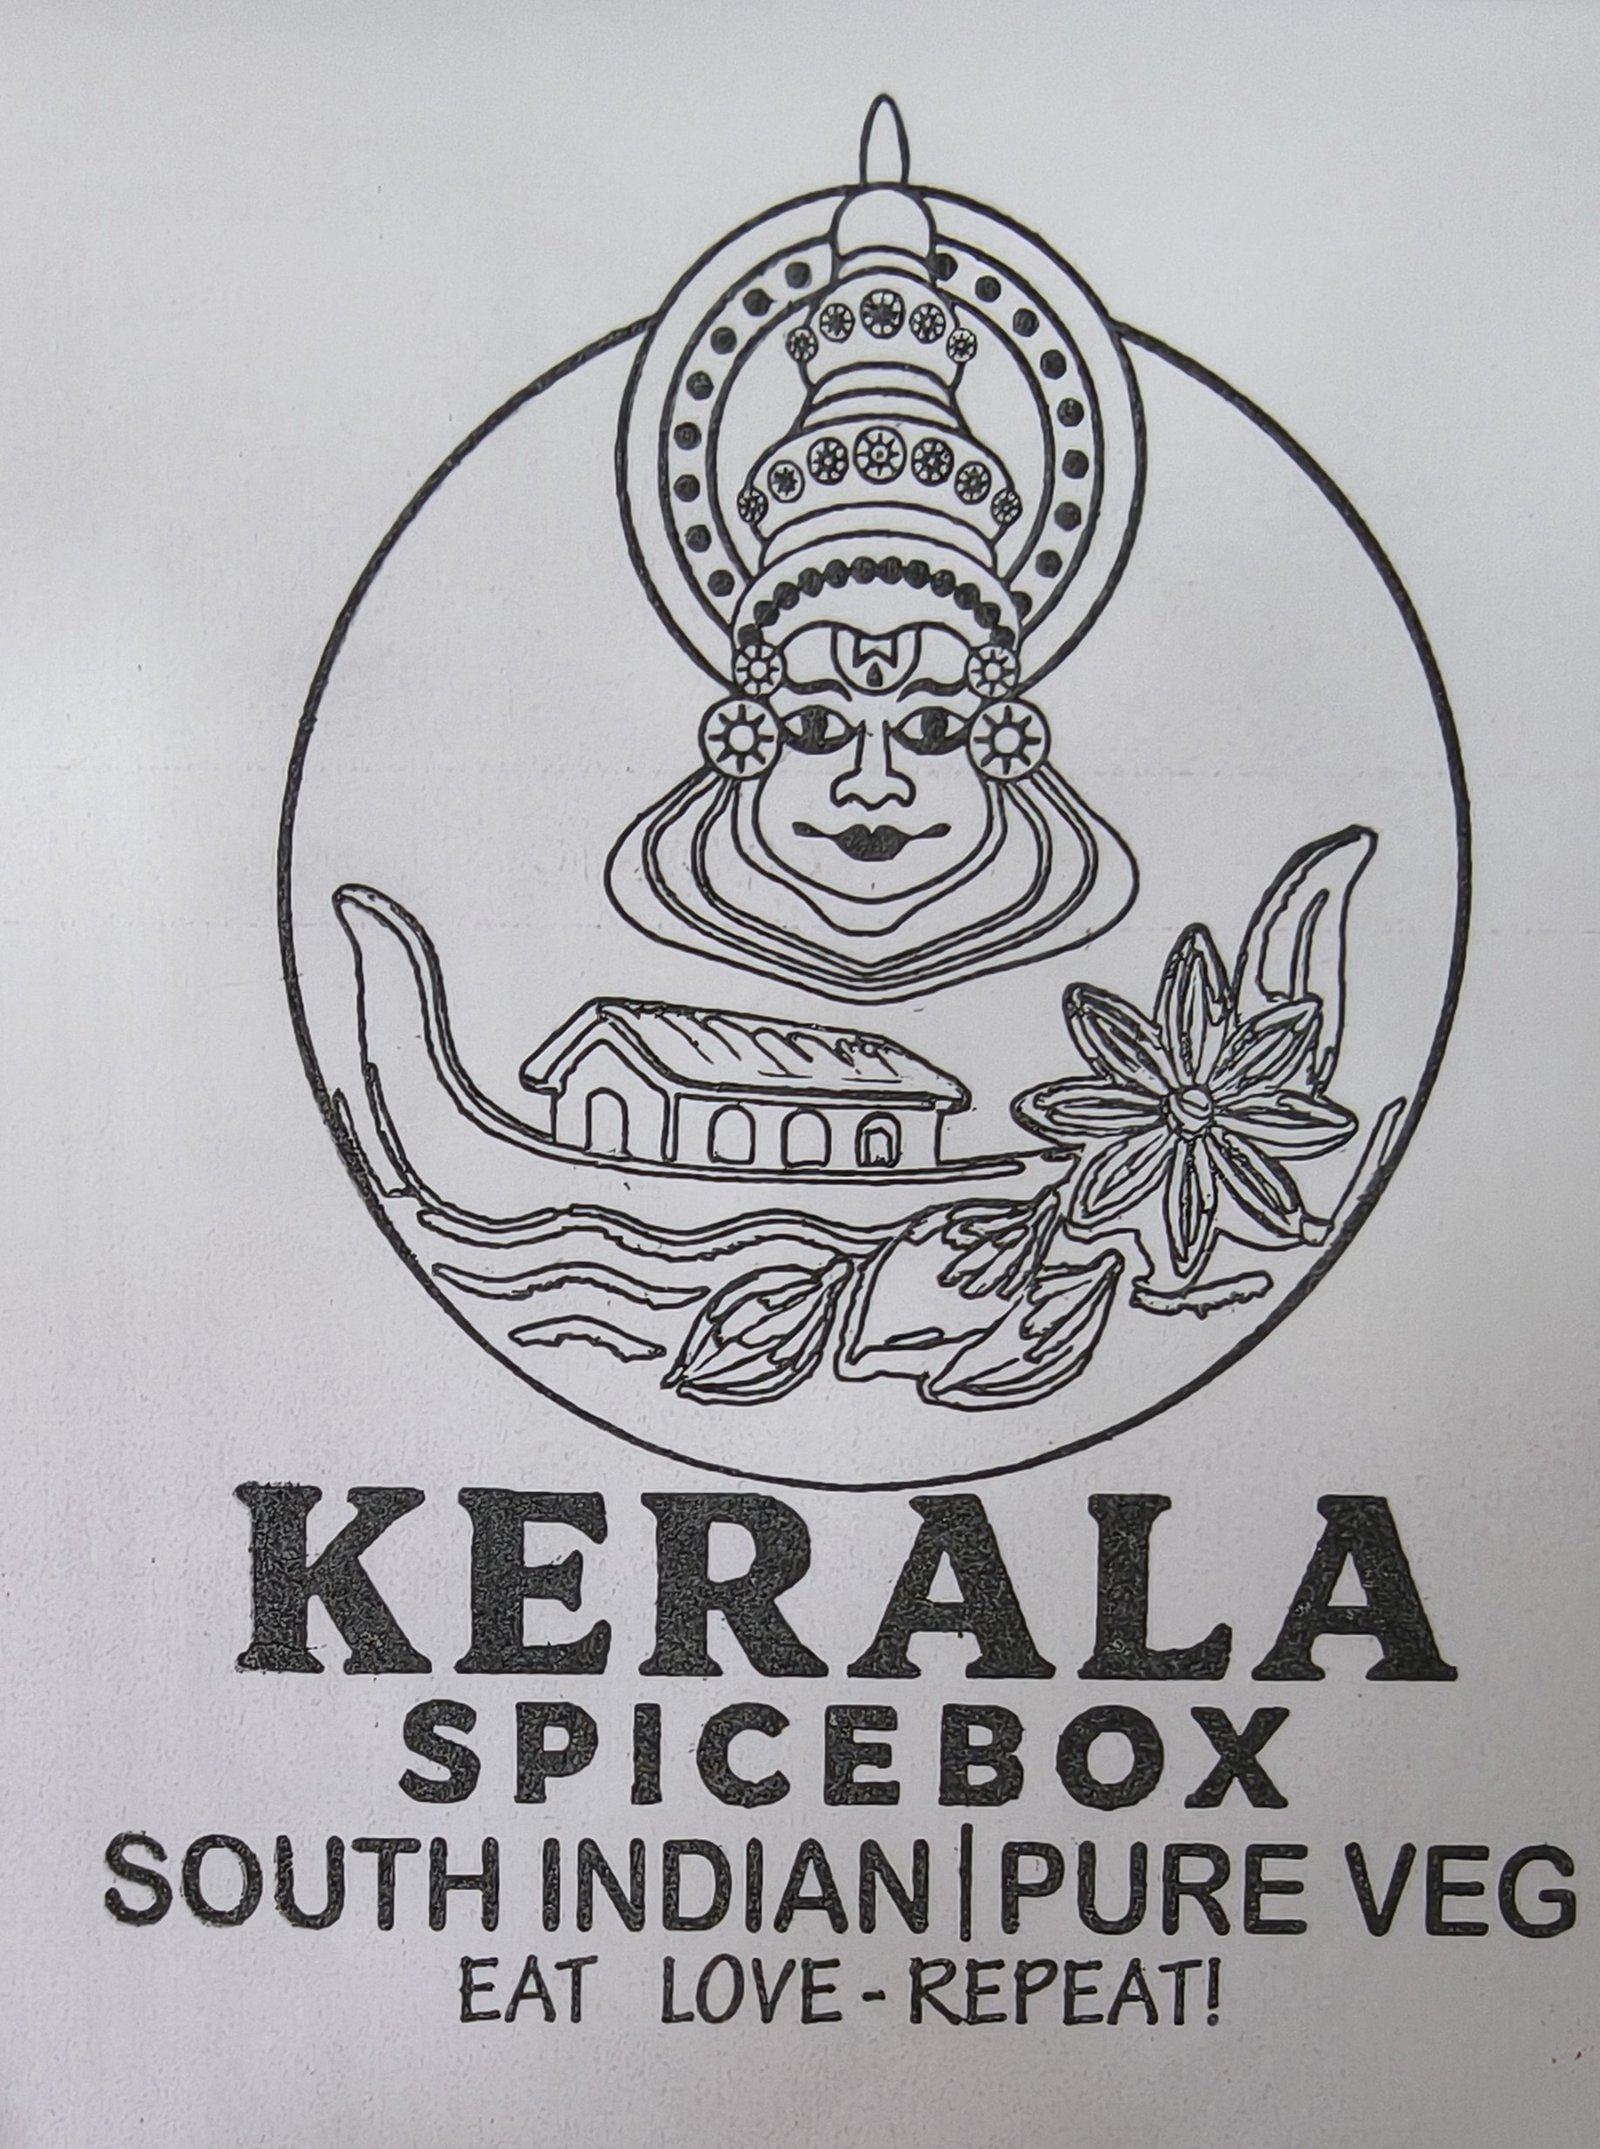 KERALA
SPICEBOX
SOUTH INDIAN|PURE VEG
EAT LOVE-REPEAT!